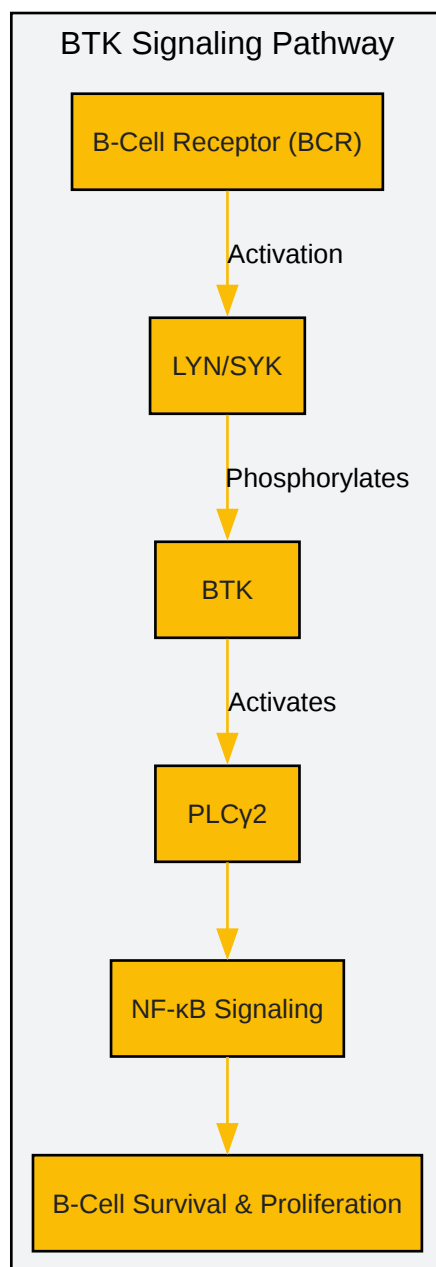 BTK Signaling Pathway
B-Cell Receptor (BCR)
Activation
LYN/SYK
Phosphorylates
BTK
Activates
PLCγ2
NF-κB Signaling
B-Cell Survival & Proliferation